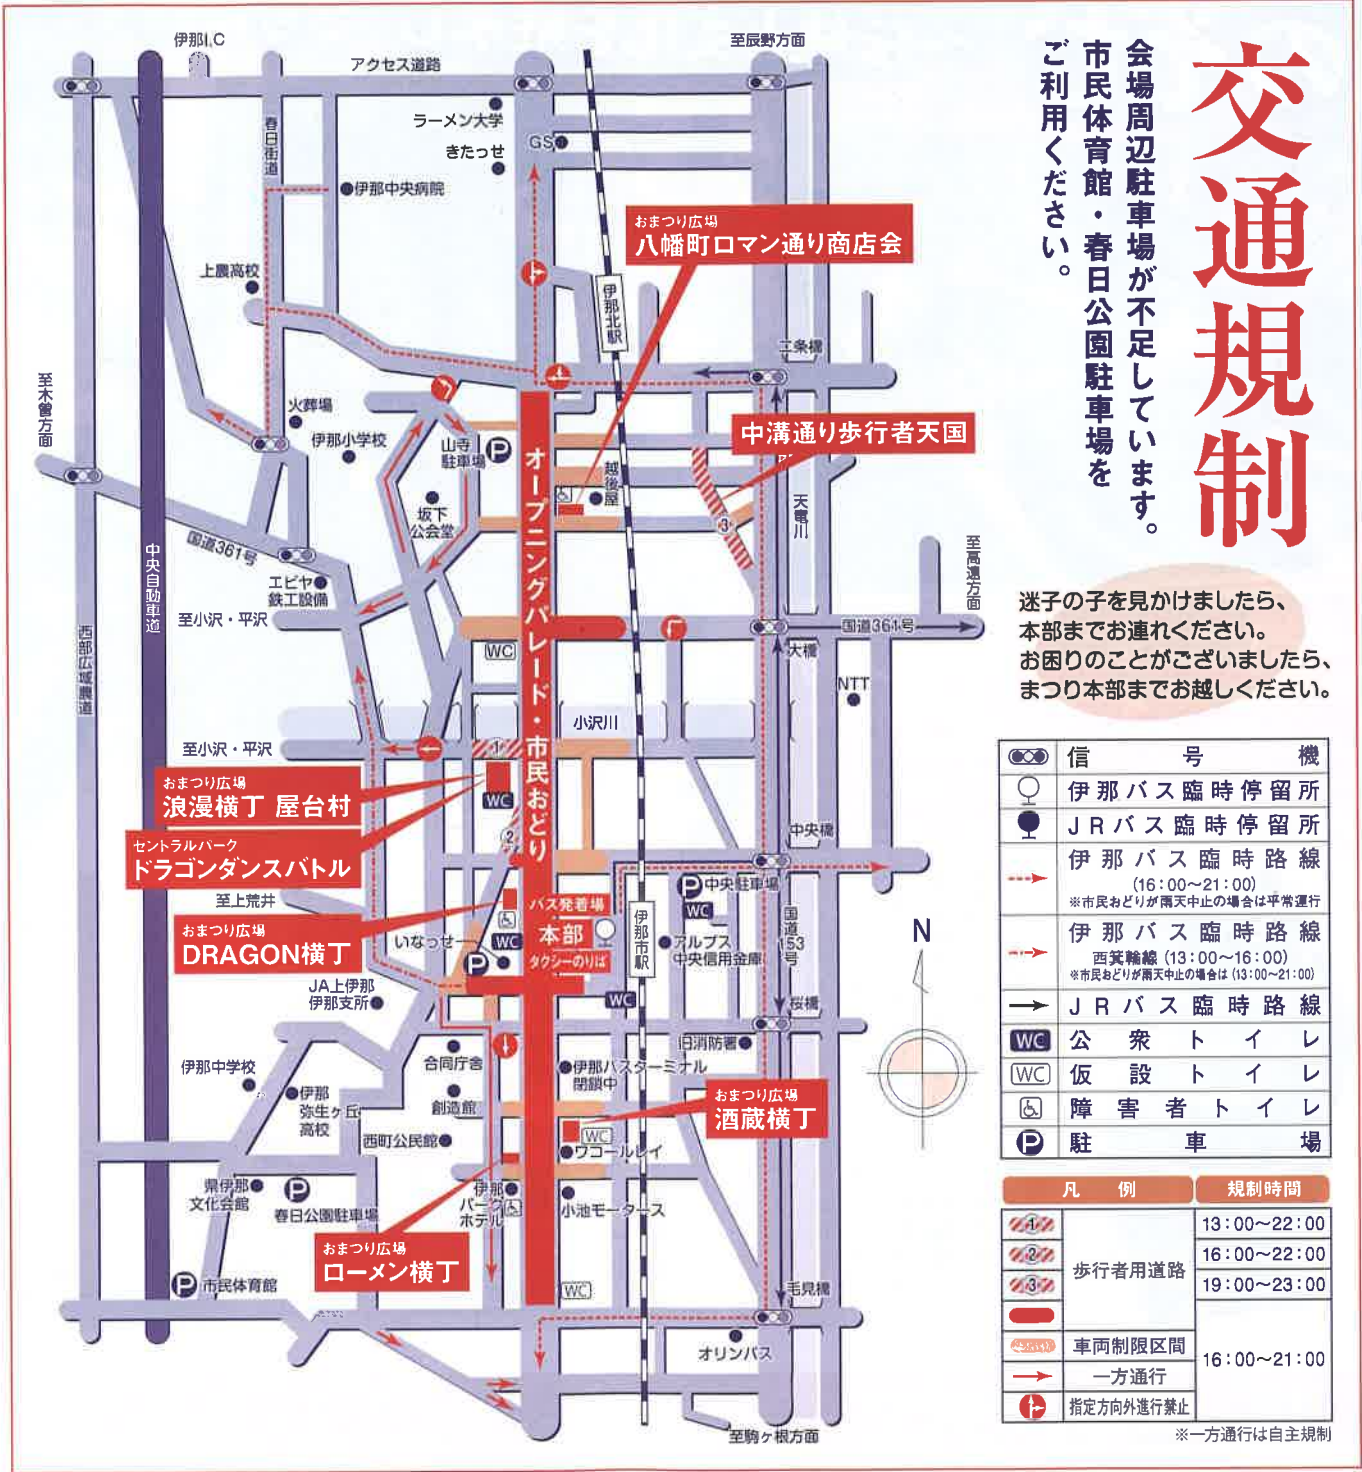 交通規制
会場周辺駐車場が不足しています。
市民体育館・春日公園駐車場を
ご利用ください。
迷子の子を見かけましたら、
本部までお連れください。
お困りのことがございましたら、
まつり本部までお越しください。
伊那I,C
アクセス道路
至辰野方面
ラーメン大学
きたっせ
GS
春日街道
伊那中央病院
おまつり広場
八幡町ロマン通り商店会
上農高校
伊那北駅
二条橋
至木曽方面
火葬場
伊那小学校
山寺
駐車場
P
中溝通り歩行者天国
越後屋
坂下
公会堂
3
天竜川
国道361号
中央自動車道
エビヤ
鉄工設備
至小沢・平沢
西部広域農道
オープニングパレード・市民おどり
至高遠方面
国道361号
大橋
WC
NTT
小沢川
至小沢・平沢
1
おまつり広場
浪漫横丁 屋台村
WC
2
セントラルパーク
ドラゴンダンスバトル
中央橋
至上荒井
P
中央駐車場
WC
バス発着場
本部
タクシーのりば
伊那市駅
おまつり広場
DRAGON横丁
いなっせ
WC
P
アルプス
中央信用金庫
国道153号
N
JA上伊那
伊那支所
WC
桜橋
旧消防署
伊那中学校
合同庁舎
伊那バスターミナル
閉鎖中
伊那
弥生ヶ丘
高校
創造館
おまつり広場
酒蔵横丁
西町公民館
WC
ワコールレイ
県伊那
文化会館
P
春日公園駐車場
伊那
パーク
ホテル
小池モータース
おまつり広場
ローメン横丁
P
市民体育館
WC
毛見橋
オリンパス
至駒ヶ根方面
信号機
伊那バス臨時停留所
JRバス臨時停留所
伊那バス臨時路線
(16:00～21:00)
※市民おどりが雨天中止の場合は平常運行
伊那バス臨時路線
西箕輪線(13:00～16:00)
※市民おどりが雨天中止の場合は(13:00～21:00)
JRバス臨時路線
WC 公衆トイレ
WC 仮設トイレ
障害者トイレ
P 駐車場
凡例 規制時間
1 13:00～22:00
2 16:00～22:00
歩行者用道路
3 19:00～23:00
車両制限区間
16:00～21:00
一方通行
指定方向外進行禁止
※一方通行は自主規制